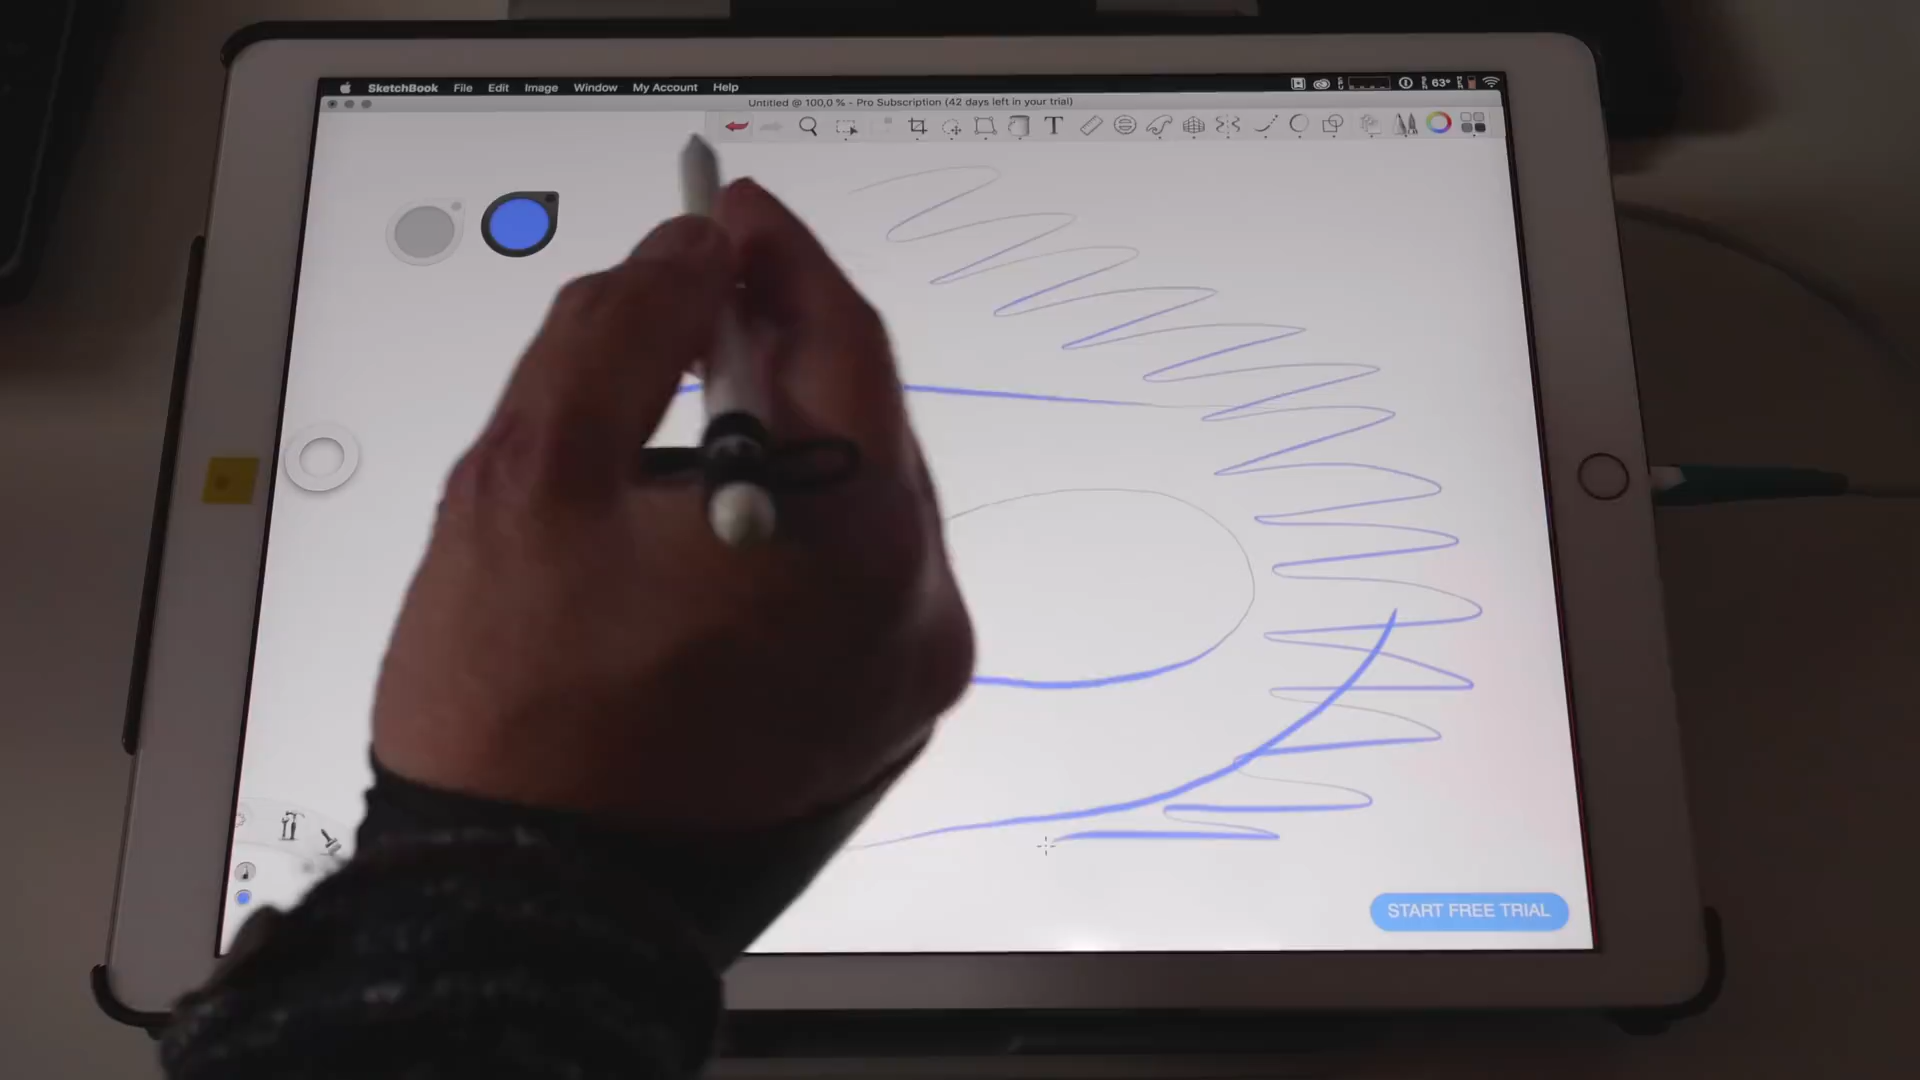 SketchBook File Edit Image Window My Account Help 63°
Untitled @ 100,0 % - Pro Subscription (42 days left in your trial)
T
START FREE TRIAL